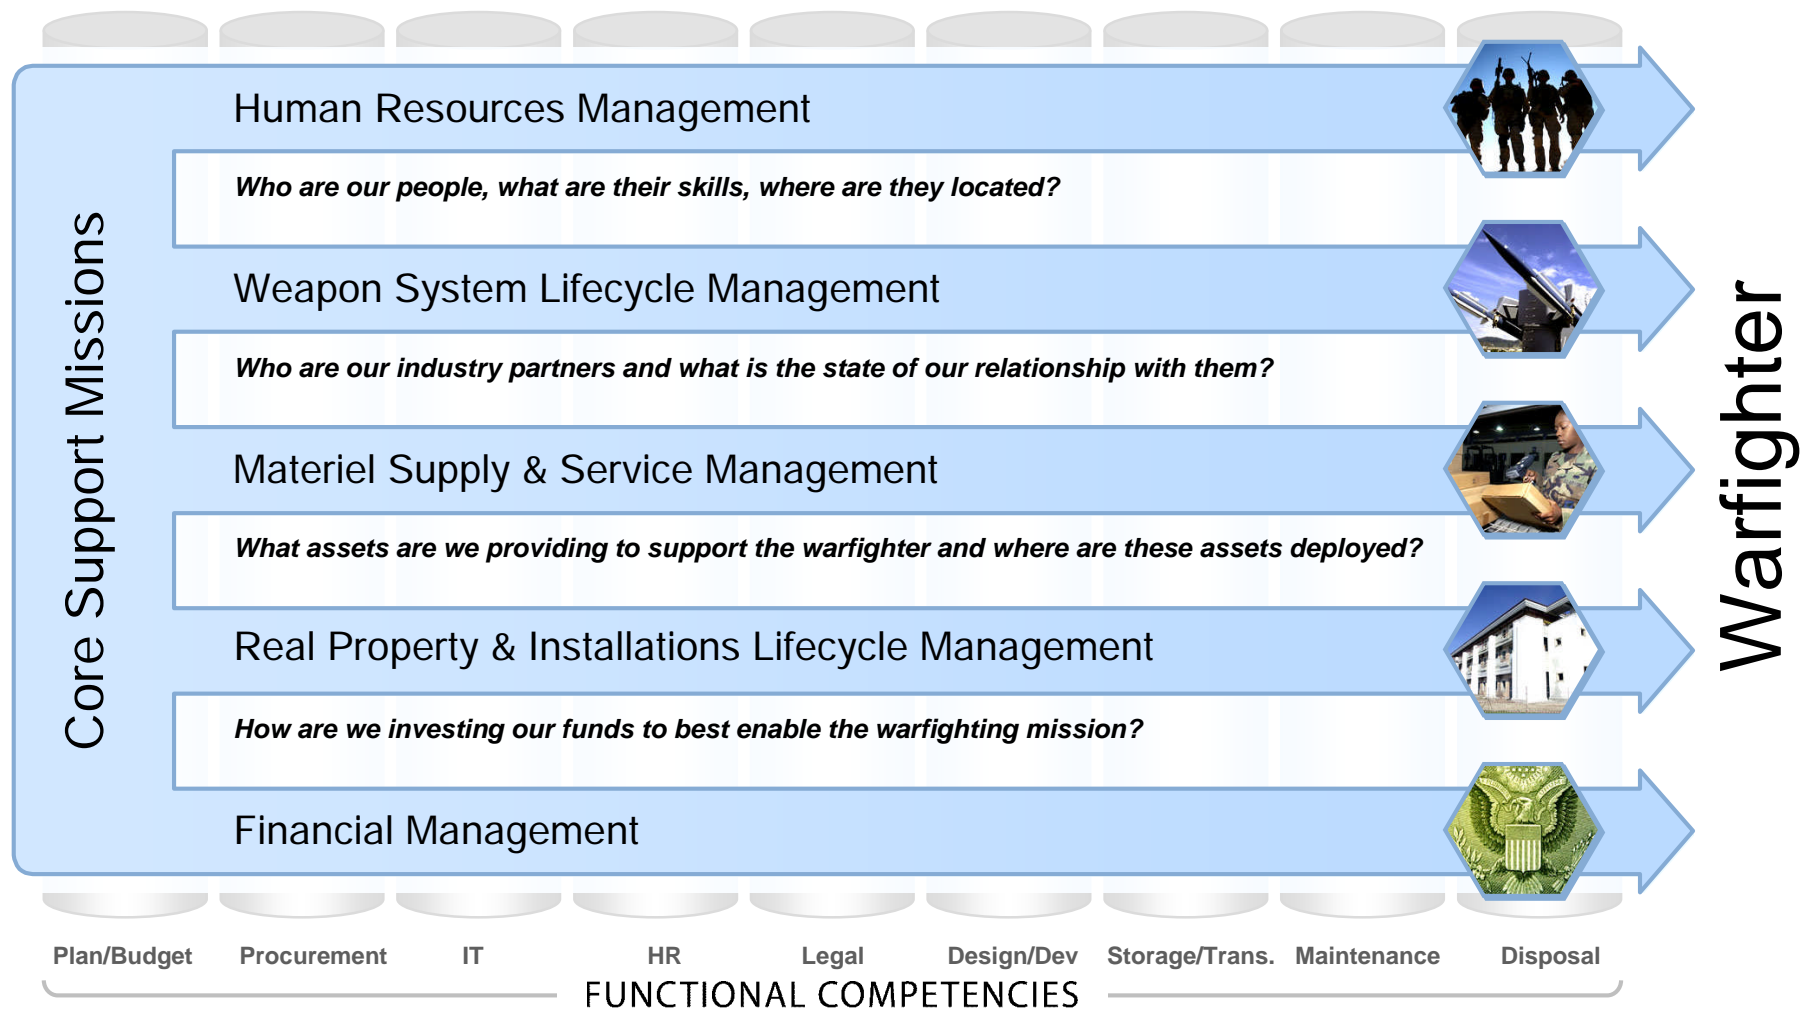 Core Support Missions
Human Resources Management
Who are our people, what are their skills, where are they located?
Weapon System Lifecycle Management
Who are our industry partners and what is the state of our relationship with them?
Materiel Supply & Service Management
What assets are we providing to support the warfighter and where are these assets deployed?
Real Property & Installations Lifecycle Management
How are we investing our funds to best enable the warfighting mission?
Financial Management
Warfighter
Plan/Budget Procurement IT HR Legal Design/Dev Storage/Trans. Maintenance Disposal
FUNCTIONAL COMPETENCIES